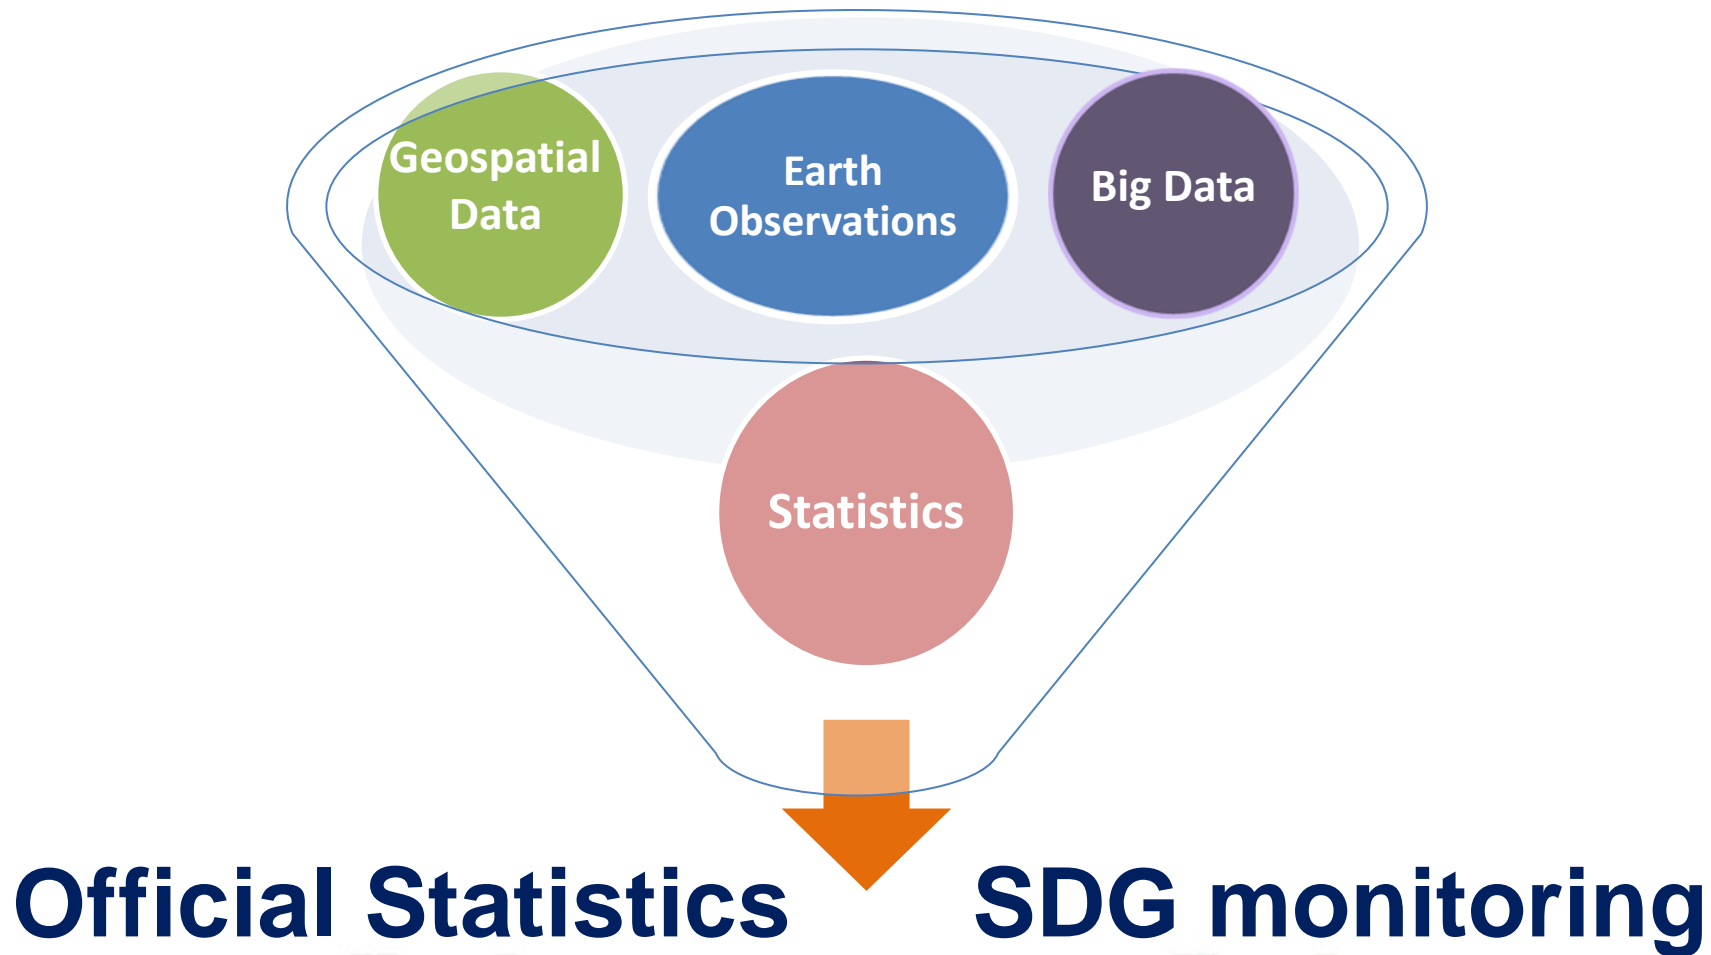 Geospatial
Data
Earth
Observations
Big Data
Statistics
Official Statistics
SDG monitoring